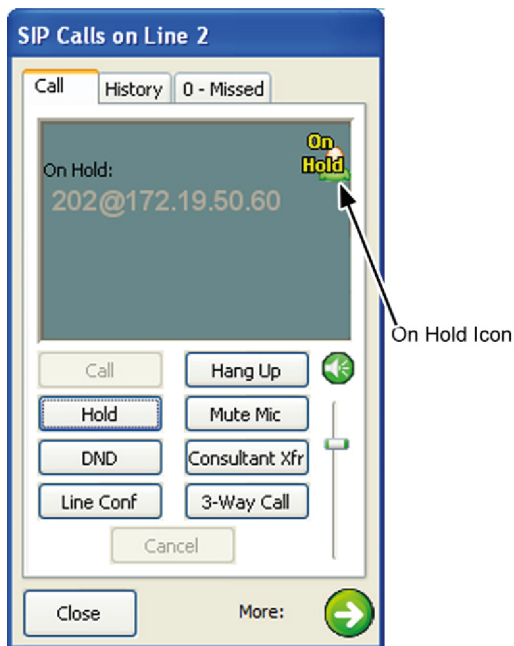 SIP Calls on Line 2
Call History 0 - Missed
On Hold
On Hold:
202@172.19.50.60
On Hold Icon
Call Hang Up
Hold Mute Mic
DND Consultant Xfr
Line Conf 3-Way Call
Cancel
Close More: